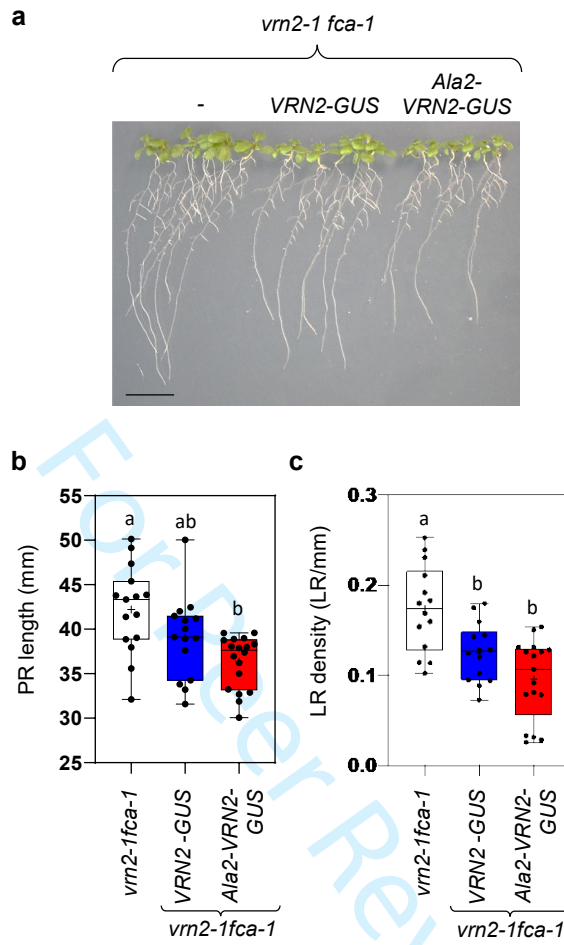 a
vrn2-1 fca-1
-
VRN2-GUS
Ala2-
VRN2-GUS
b
PR length (mm)
55
50
45
40
35
30
25
a
ab
b
vrn2-1fca-1
VRN2 -GUS
Ala2-VRN2-
GUS
vrn2-1fca-1
c
LR density (LR/mm)
0.3
0.2
0.1
0.0
a
b
b
vrn2-1fca-1
VRN2 -GUS
Ala2-VRN2-
GUS
vrn2-1fca-1
For Peer Rev